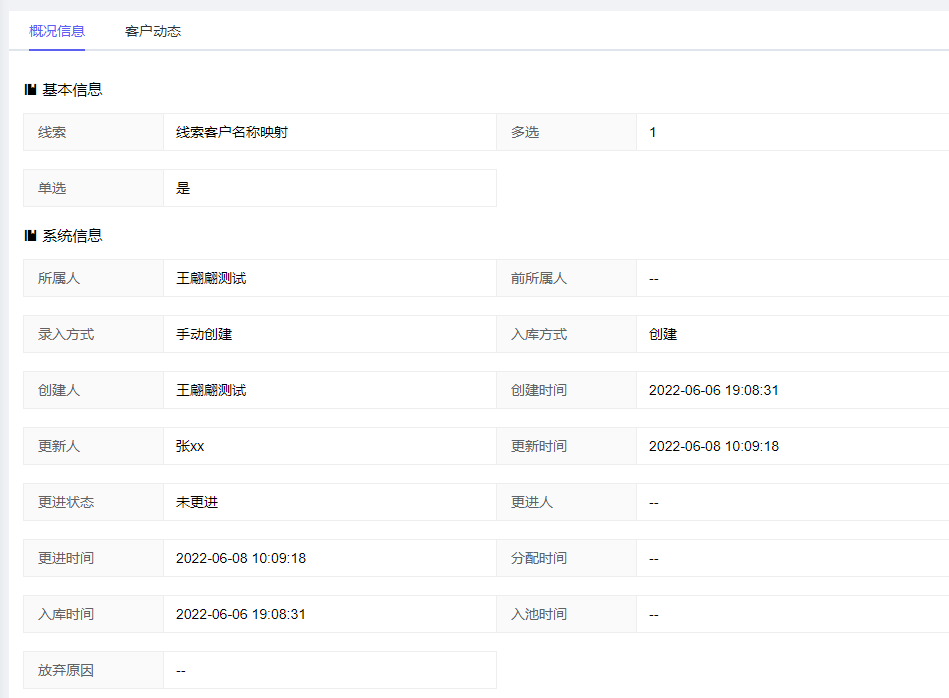 概况信息 客户动态
基本信息
线索 线索客户名称映射 多选 1
单选 是
系统信息
所属人 王翩翩测试 前所属人 --
录入方式 手动创建 入库方式 创建
创建人 王翩翩测试 创建时间 2022-06-06 19:08:31
更新人 张xx 更新时间 2022-06-08 10:09:18
更进状态 未更进 更进人 --
更进时间 2022-06-08 10:09:18 分配时间 --
入库时间 2022-06-06 19:08:31 入池时间 --
放弃原因 --